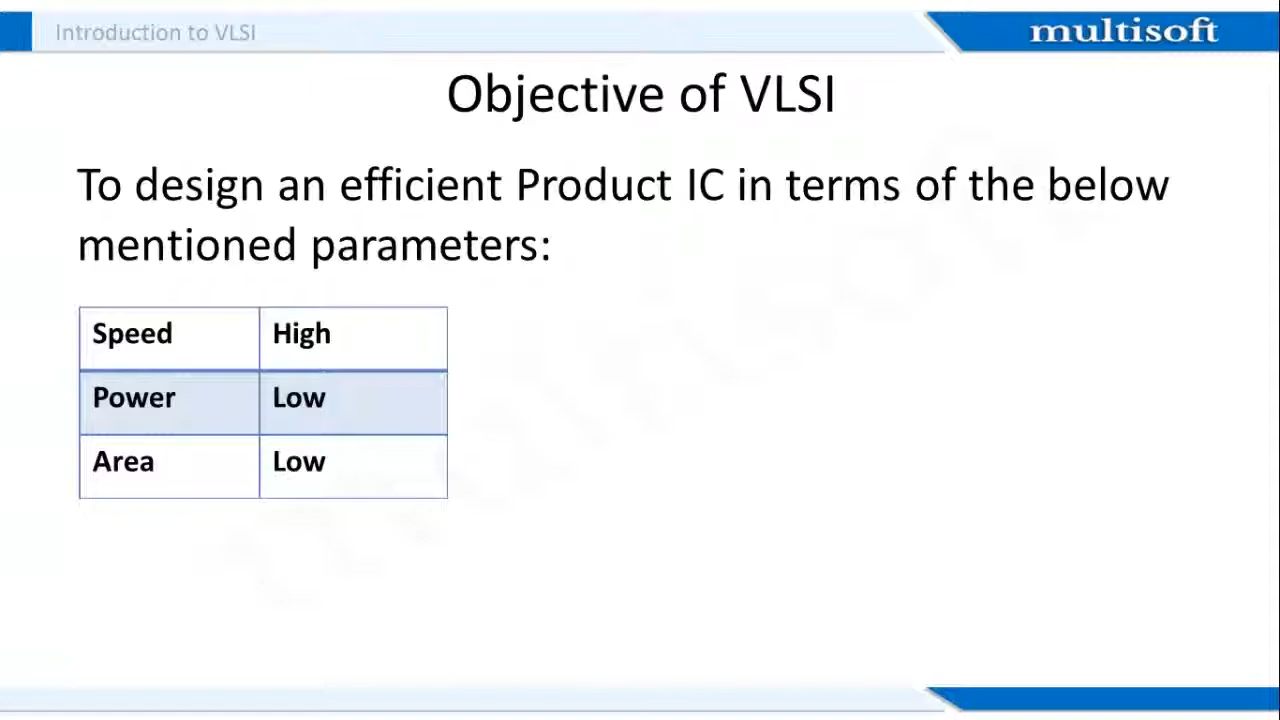 Introduction to VLSI
multisoft
Objective of VLSI
To design an efficient Product IC in terms of the below
mentioned parameters:
Speed High
Power Low
Area Low